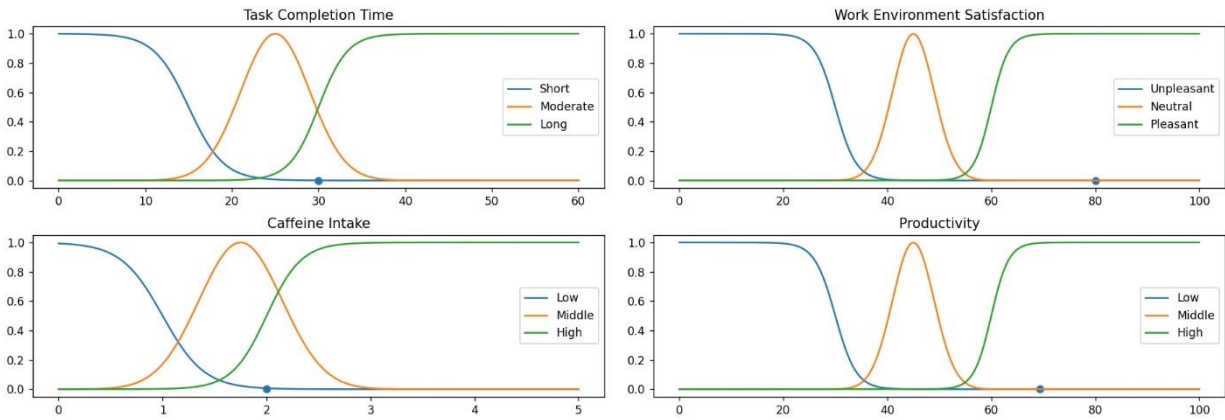 Task Completion Time
1.0
0.8
0.6
0.4
0.2
0.0
Short
Moderate
Long
0 10 20 30 40 50 60
Work Environment Satisfaction
1.0
0.8
0.6
0.4
0.2
0.0
Unpleasant
Neutral
Pleasant
0 20 40 60 80 100
Caffeine Intake
1.0
0.8
0.6
0.4
0.2
0.0
Low
Middle
High
0 1 2 3 4 5
Productivity
1.0
0.8
0.6
0.4
0.2
0.0
Low
Middle
High
0 20 40 60 80 100